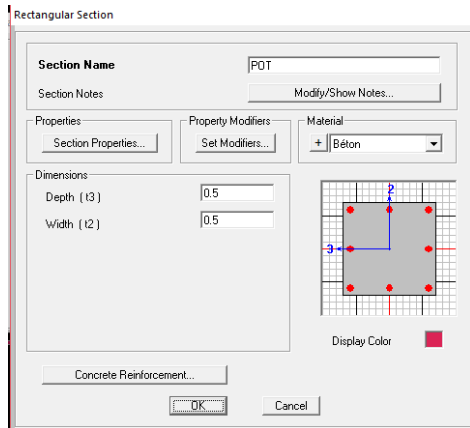 Rectangular Section
Section Name
POT
Section Notes
Modify/Show Notes...
Properties
Section Properties...
Property Modifiers
Set Modifiers...
Material
+
Béton
Dimensions
Depth ( t3 )
0.5
Width ( t2 )
0.5
2
3
Display Color
Concrete Reinforcement...
OK
Cancel